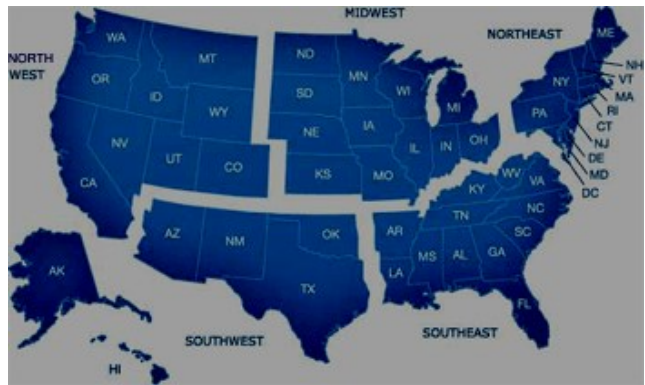 MIDWEST
NORTHEAST
NORTH
WEST
WA
MT
ND
MN
ME
OR
ID
SD
WI
NY
NH
VT
WY
MI
MA
PA
RI
NE
IA
CT
NV
UT
CO
IL
IN
OH
NJ
DE
KS
MO
MD
CA
WV
VA
DC
KY
AZ
NM
OK
AR
TN
NC
SC
AK
TX
LA
MS
AL
GA
FL
SOUTHWEST
SOUTHEAST
HI